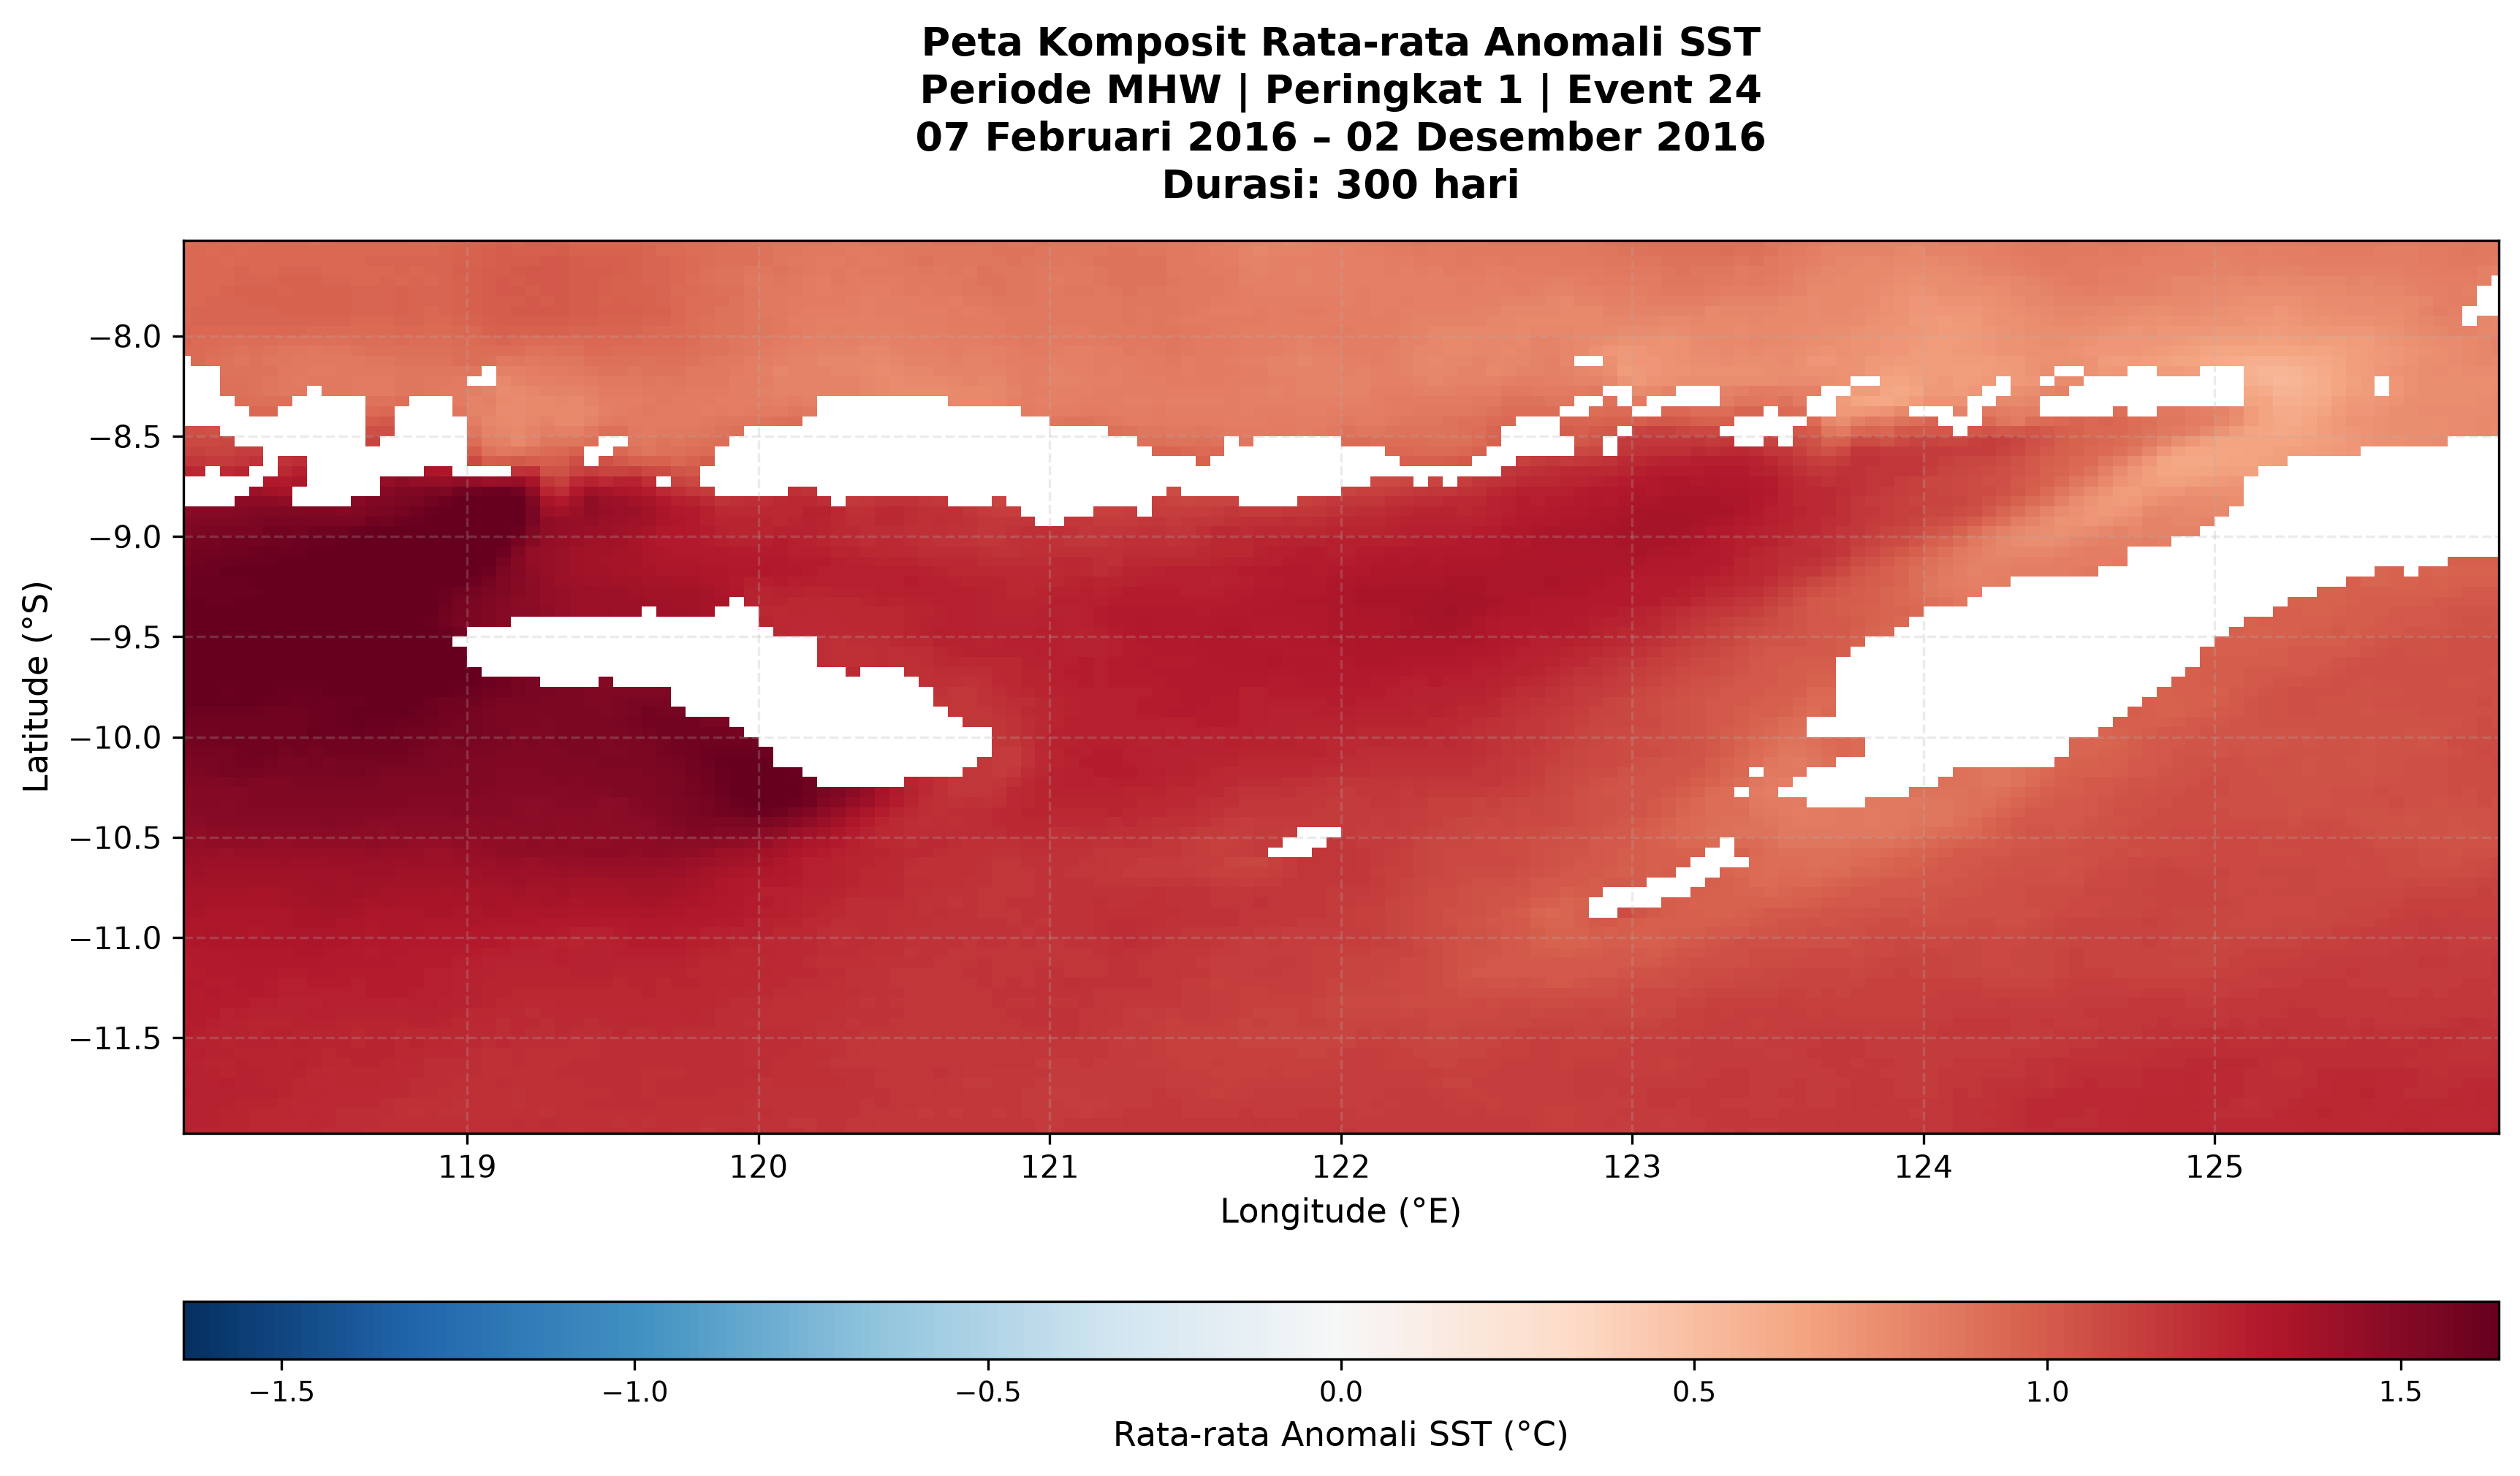 Peta Komposit Rata-rata Anomali SST
Periode MHW | Peringkat 1 | Event 24
07 Februari 2016 – 02 Desember 2016
Durasi: 300 hari
Latitude (°S)
−8.0
−8.5
−9.0
−9.5
−10.0
−10.5
−11.0
−11.5
119 120 121 122 123 124 125
Longitude (°E)
−1.5 −1.0 −0.5 0.0 0.5 1.0 1.5
Rata-rata Anomali SST (°C)